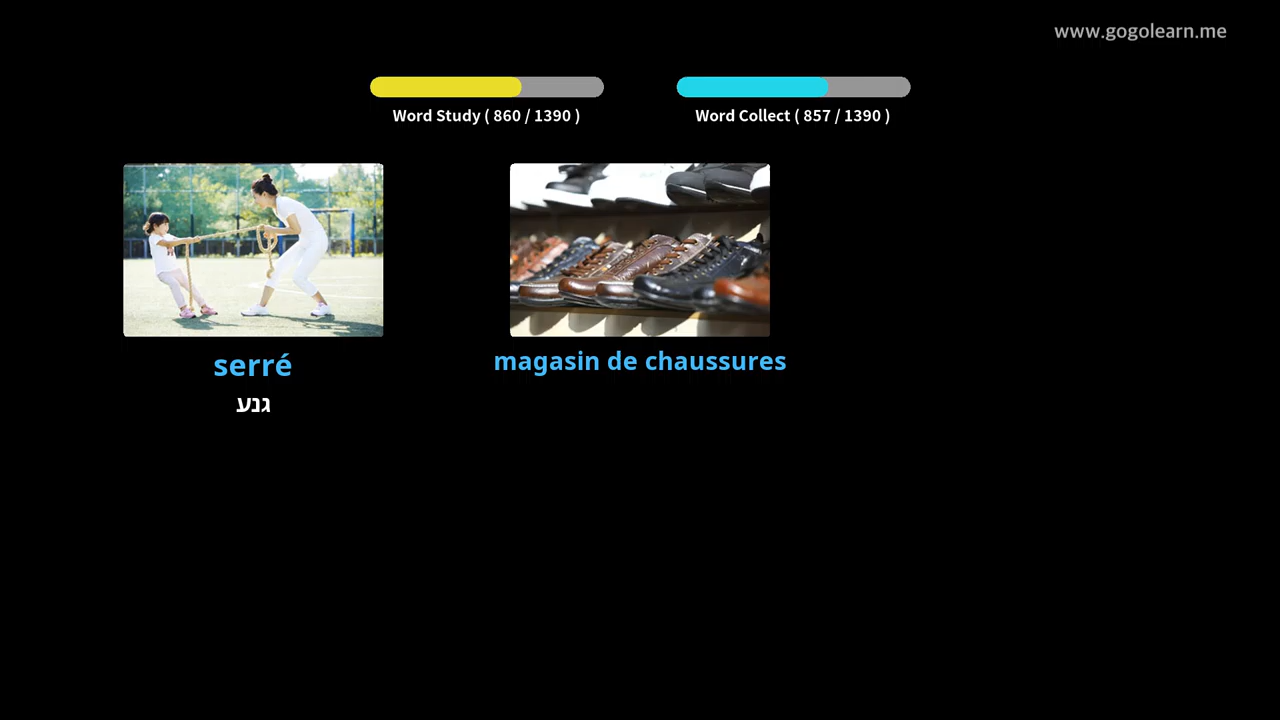 www.gogolearn.me
Word Study ( 860 / 1390 )
Word Collect ( 857 / 1390 )
serré
גנע
magasin de chaussures